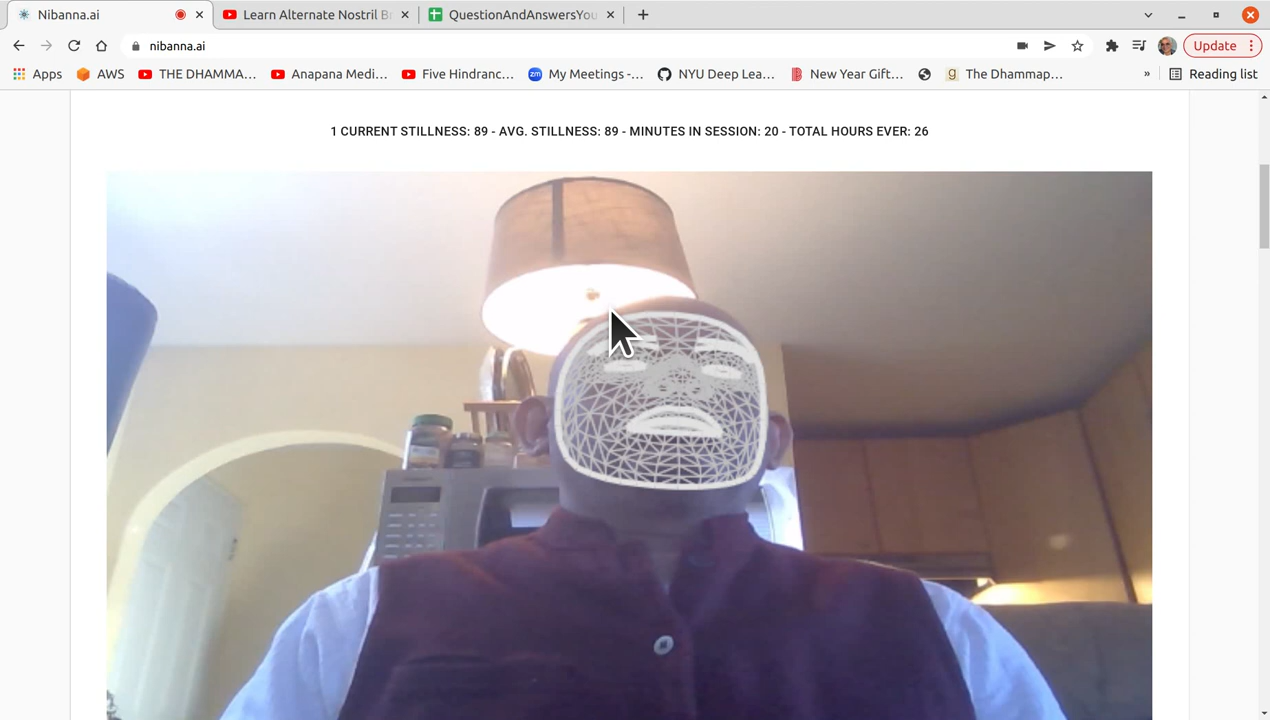 Nibanna.ai
Learn Alternate Nostril B
QuestionAndAnswersYou
nibanna.ai
Update
Apps
AWS
THE DHAMMA...
Anapana Medi...
Five Hindranc...
zm My Meetings -...
NYU Deep Lea...
New Year Gift...
g The Dhammap...
»
Reading list
1 CURRENT STILLNESS: 89 - AVG. STILLNESS: 89 - MINUTES IN SESSION: 20 - TOTAL HOURS EVER: 26